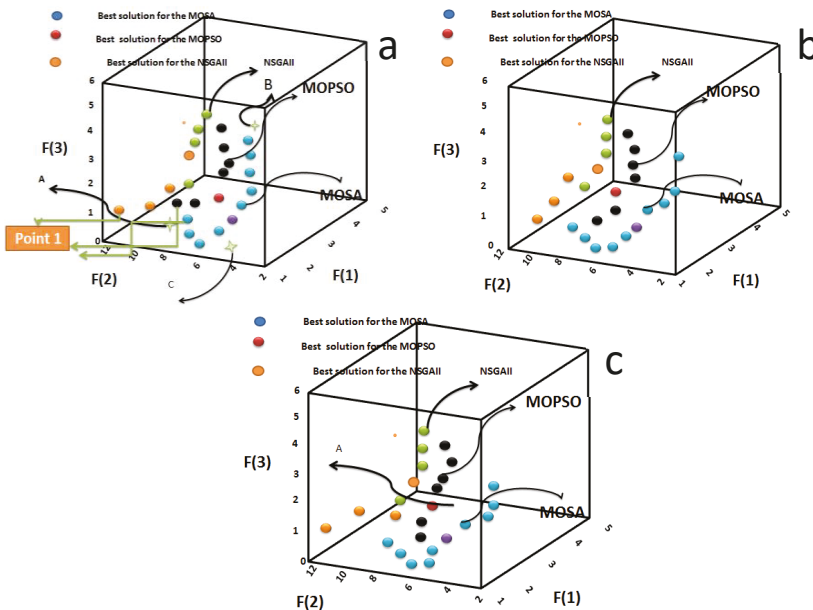 Best solution for the MOSA
Best solution for the MOPSO
Best solution for the NSGAII
a
NSGAII
B
MOPSO
6
5
4
3
2
1
0
F(3)
A
MOSA
Point 1
12
10
8
6
4
2
F(2)
1
2
3
4
5
F(1)
C
Best solution for the MOSA
Best solution for the MOPSO
Best solution for the NSGAII
b
NSGAII
MOPSO
6
5
4
3
2
1
0
F(3)
MOSA
12
10
8
6
4
2
F(2)
1
2
3
4
5
F(1)
Best solution for the MOSA
Best solution for the MOPSO
Best solution for the NSGAII
c
NSGAII
MOPSO
6
5
4
3
2
1
0
F(3)
A
MOSA
12
10
8
6
4
2
F(2)
1
2
3
4
5
F(1)